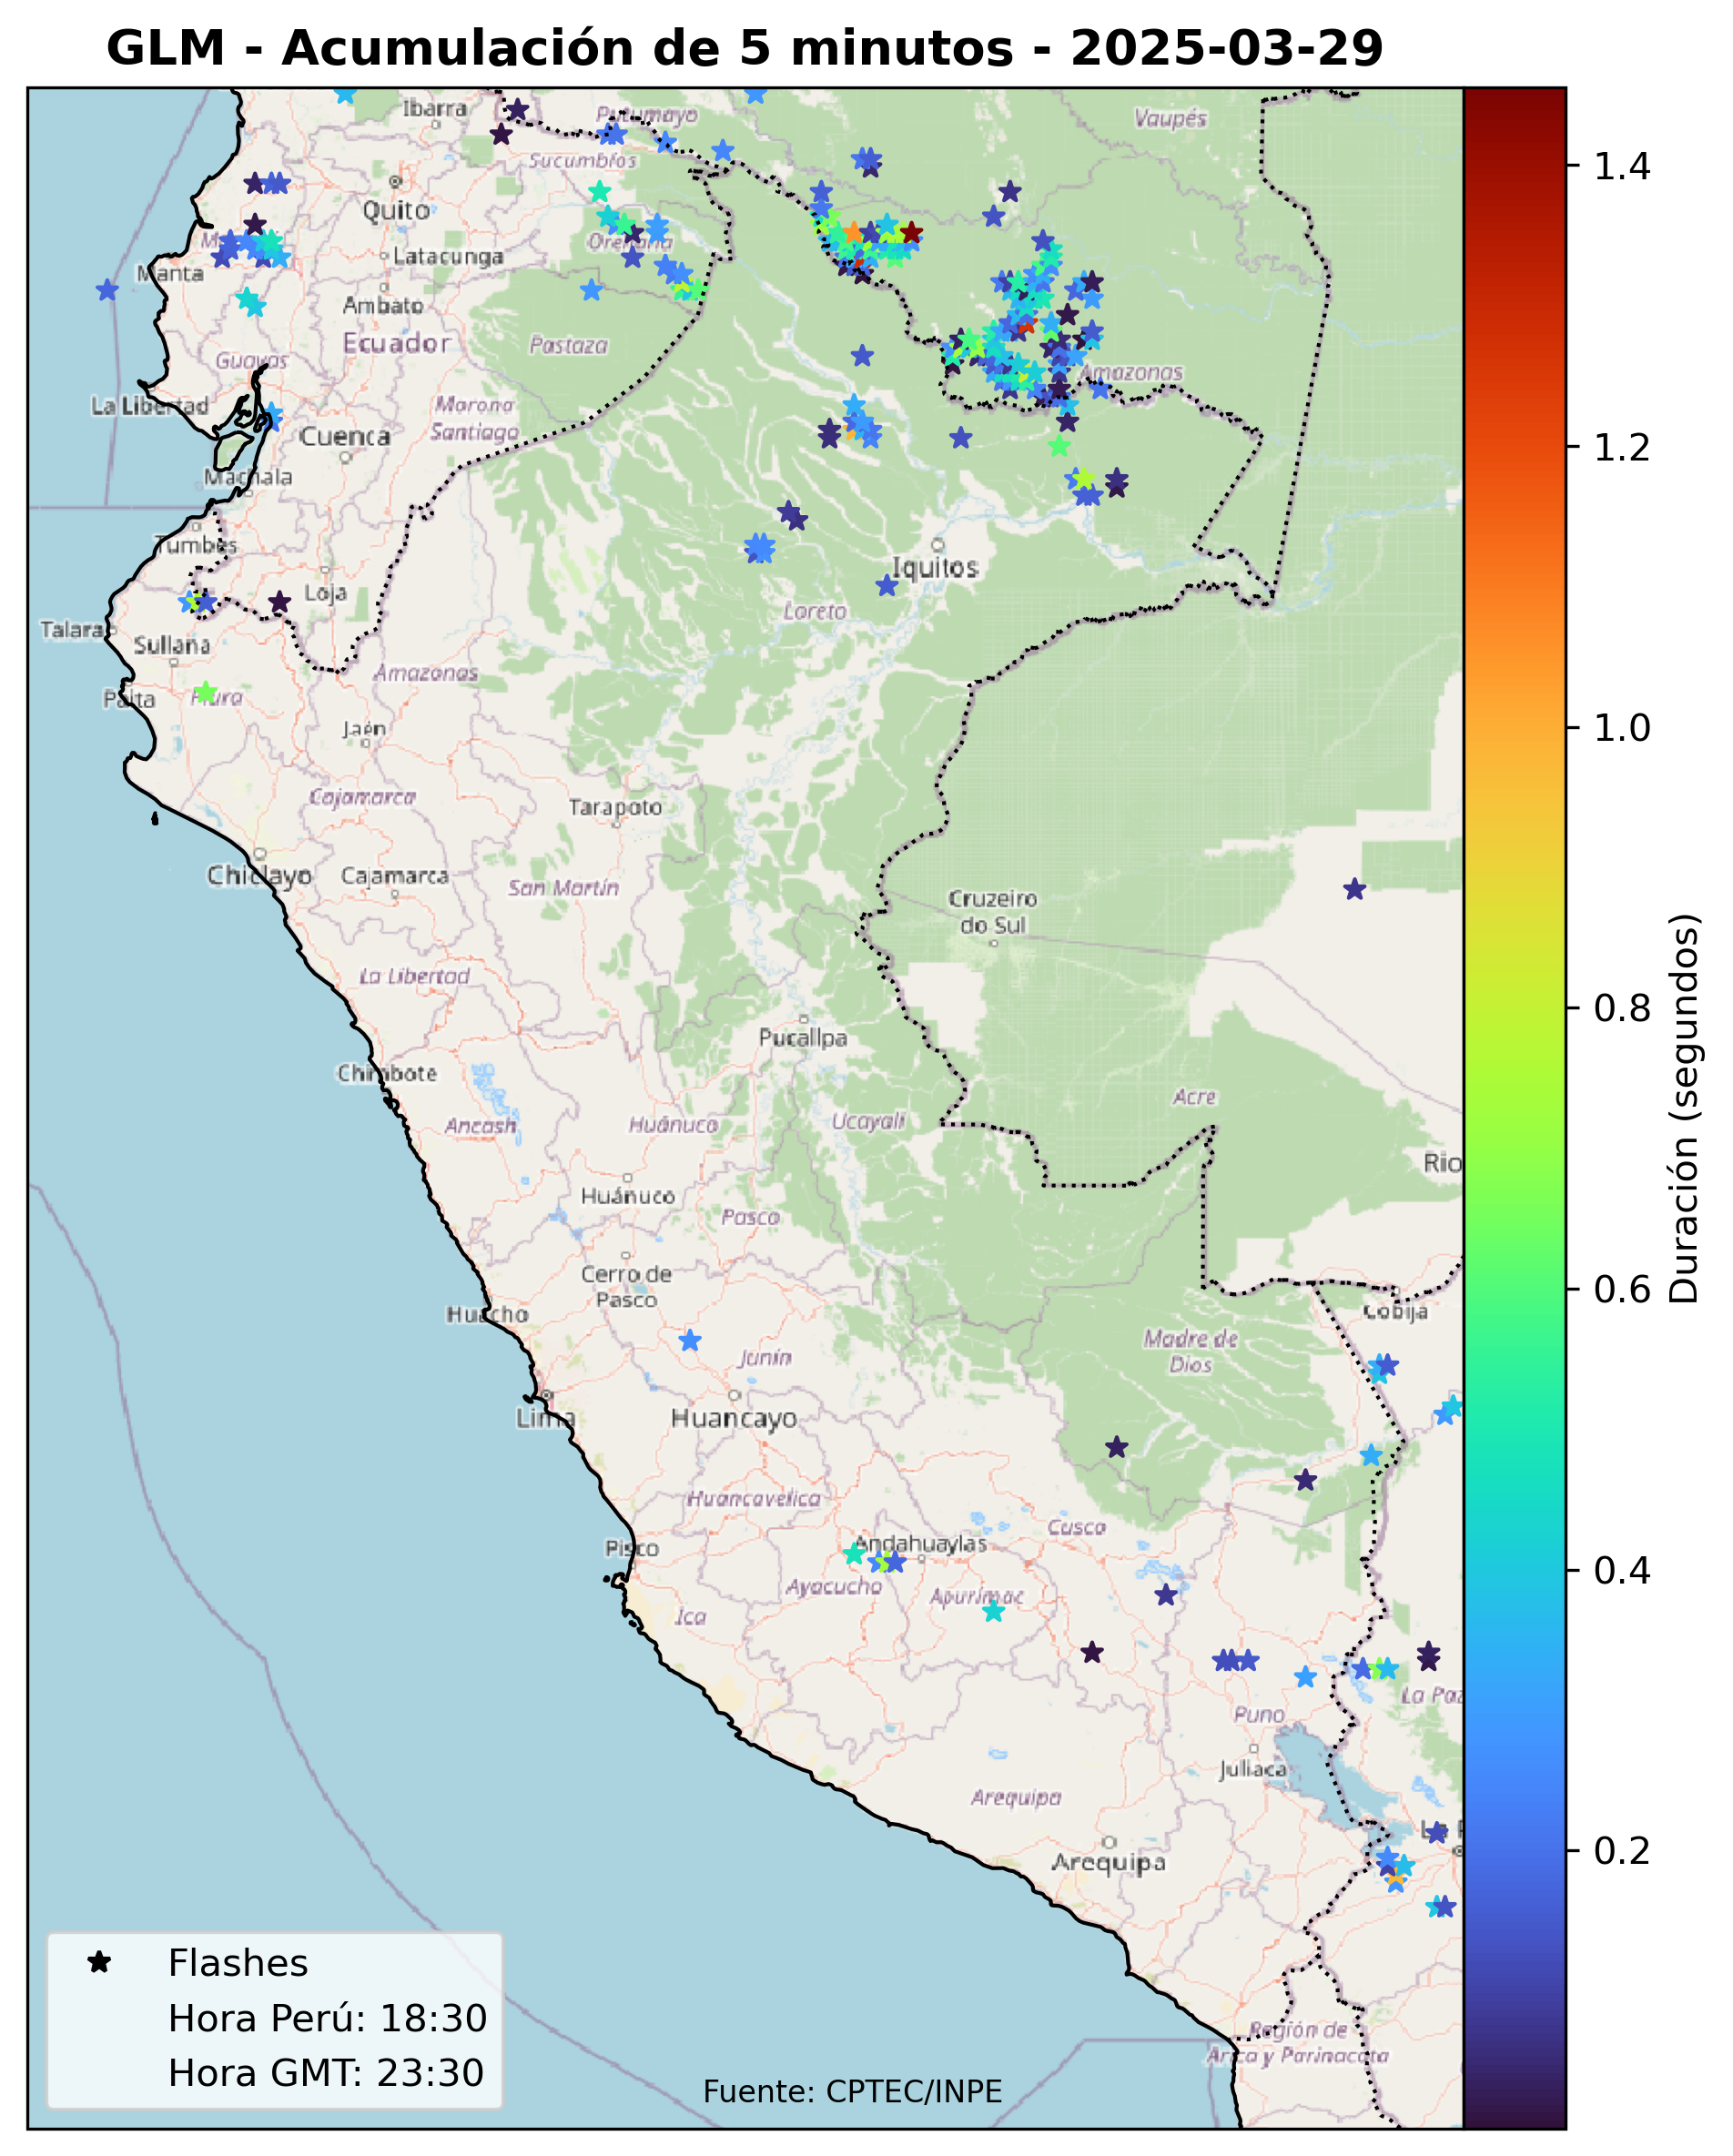 GLM - Acumulación de 5 minutos - 2025-03-29
Ibarra
Putumayo
Vaupés
Sucumbíos
Quito
Orellana
Latacunga
Manta
Ambato
Ecuador
Pastaza
Guayas
Amazonas
La Libertad
Morona
Santiago
Cuenca
Machala
Tumbes
Iquitos
Loja
Loreto
Talara
Sullana
Amazonas
Paita
Piura
Jaén
Cajamarca
Tarapoto
Chiclayo
Cajamarca
San Martín
Cruzeiro
do Sul
La Libertad
Pucallpa
Chimbote
Acre
Ancash
Huánuco
Ucayali
Rio
Huánuco
Pasco
Cerro de
Pasco
Huacho
Cobija
Junín
Madre de
Dios
Lima
Huancayo
Huancavelica
Cusco
Pisco
Andahuaylas
Ayacucho
Apurímac
Ica
La Paz
Puno
Juliaca
Arequipa
Arequipa
Región de
Arica y Parinacota
Flashes
Hora Perú: 18:30
Hora GMT: 23:30
Fuente: CPTEC/INPE
1.4
1.2
1.0
0.8
0.6
0.4
0.2
Duración (segundos)